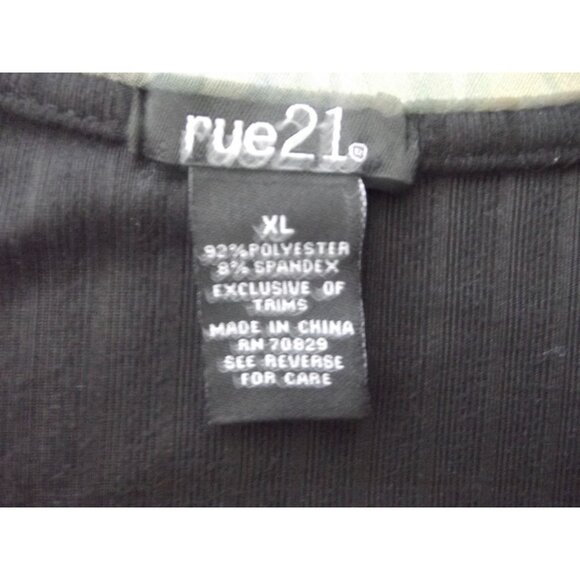 rue21®
XL
92% POLYESTER
8% SPANDEX
EXCLUSIVE OF
TRIMS
MADE IN CHINA
RN 70829
SEE REVERSE
FOR CARE